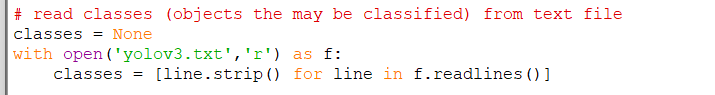 # read classes (objects the may be classified) from text file
classes = None
with open('yolov3.txt','r') as f:
    classes = [line.strip() for line in f.readlines()]